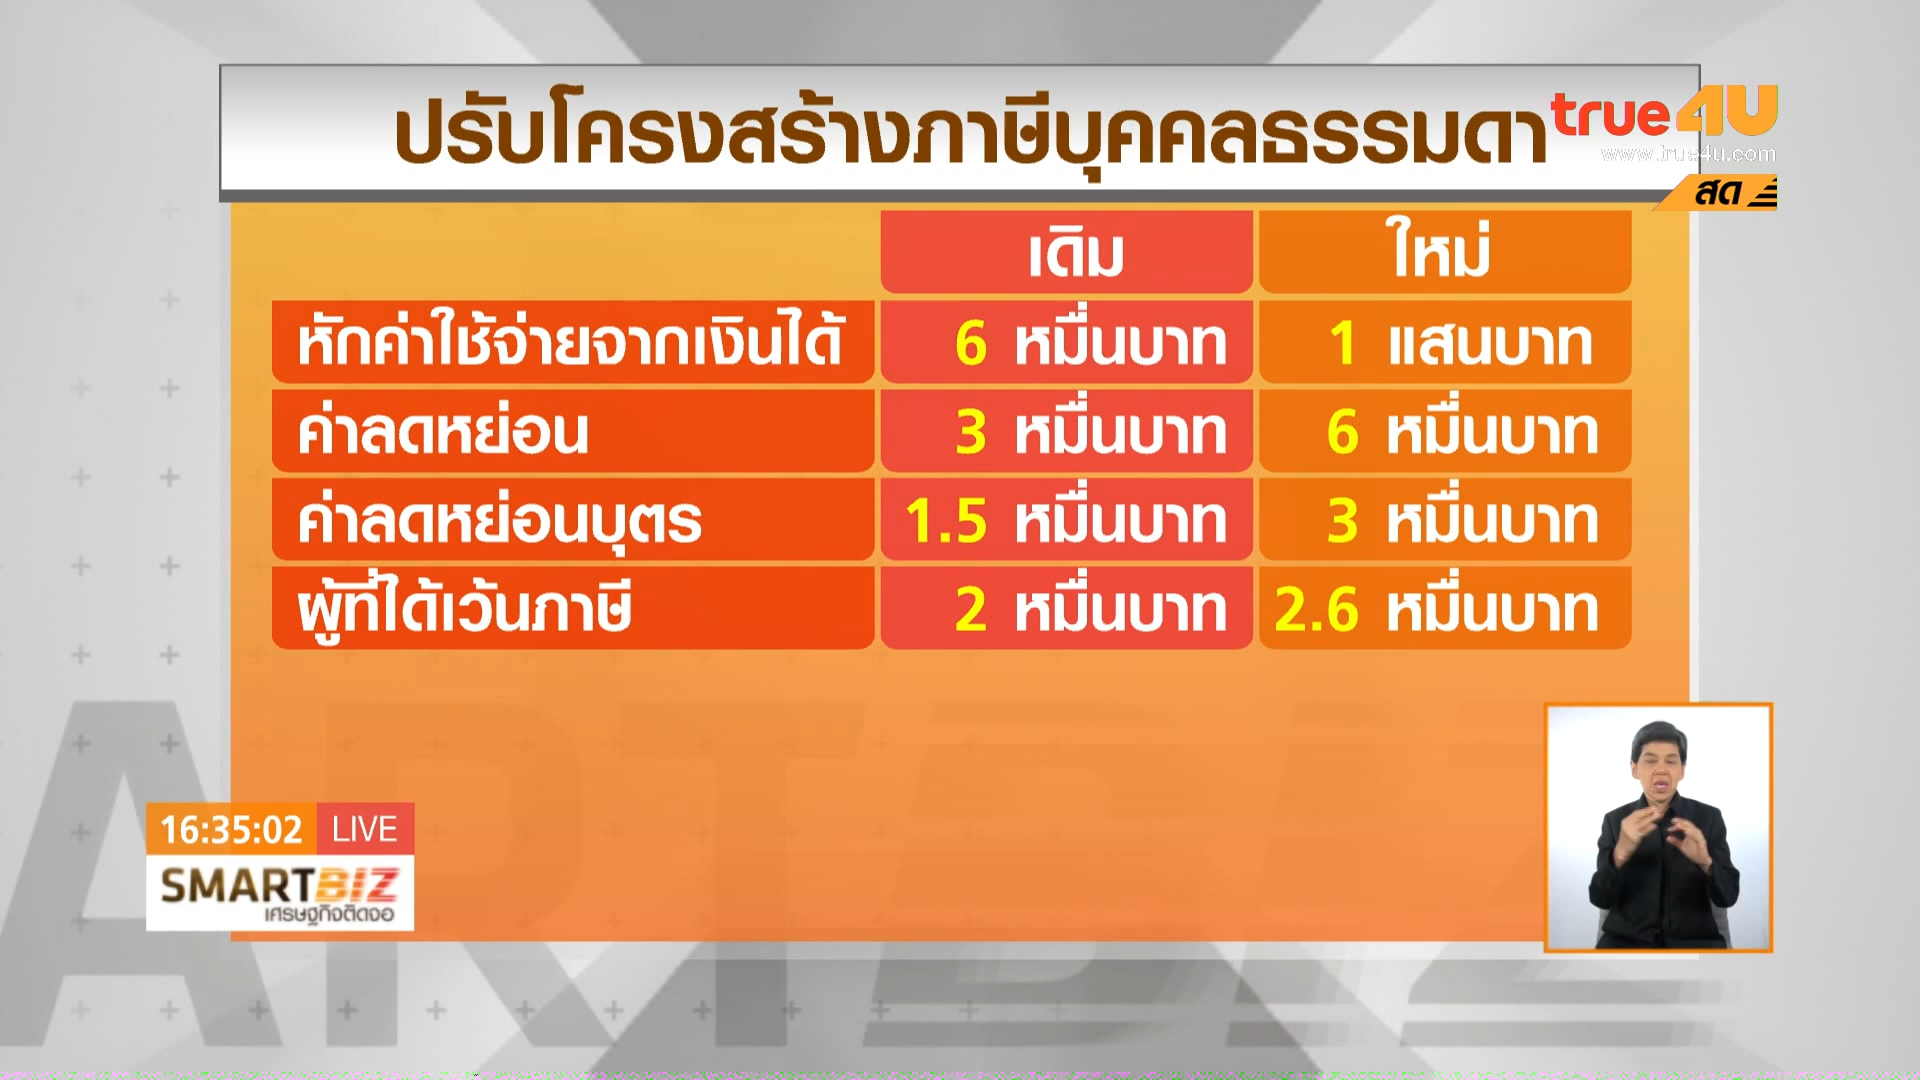 ปรับโครงสร้างภาษีบุคคลธรรมดา
true4U
www.true4u.com
สด
เดิม ใหม่
หักค่าใช้จ่ายจากเงินได้ 6 หมื่นบาท 1 แสนบาท
ค่าลดหย่อน 3 หมื่นบาท 6 หมื่นบาท
ค่าลดหย่อนบุตร 1.5 หมื่นบาท 3 หมื่นบาท
ผู้ที่ได้เว้นภาษี 2 หมื่นบาท 2.6 หมื่นบาท
16:35:02 LIVE
SMARTBIZ
เศรษฐกิจติดจอ
ARTBIZ